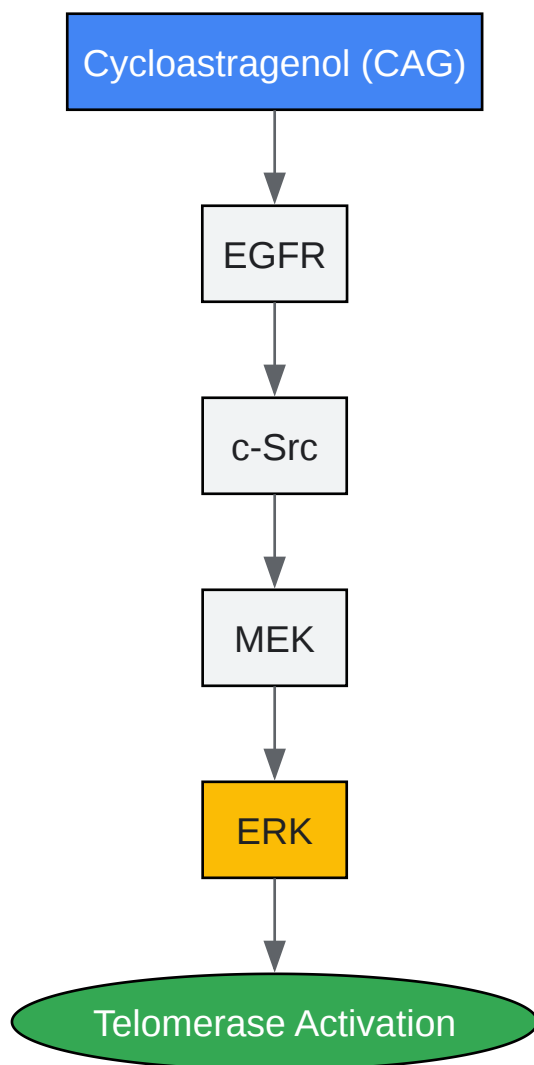 Cycloastragenol (CAG)
EGFR
c-Src
MEK
ERK
Telomerase Activation